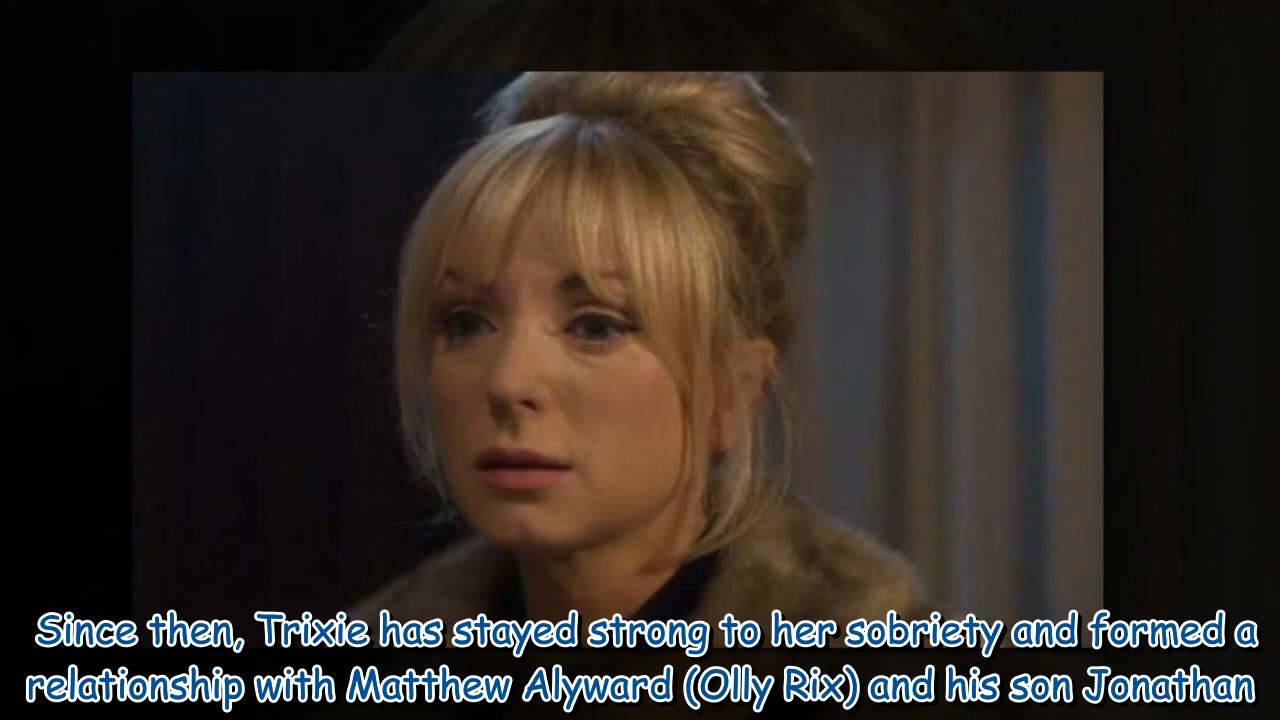 Since then, Trixie has stayed strong to her sobriety and formed a
relationship with Matthew Alyward (Olly Rix) and his son Jonathan